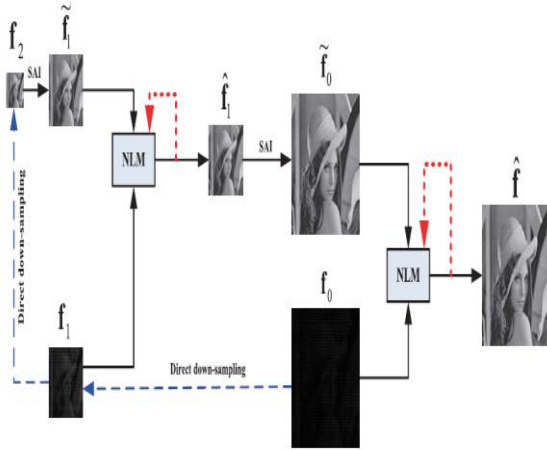 f̃₁
f₂
SAI
f̂₁
f̃₀
SAI
NLM
f̂
NLM
f₀
f₁
Direct down-sampling
Direct down-sampling